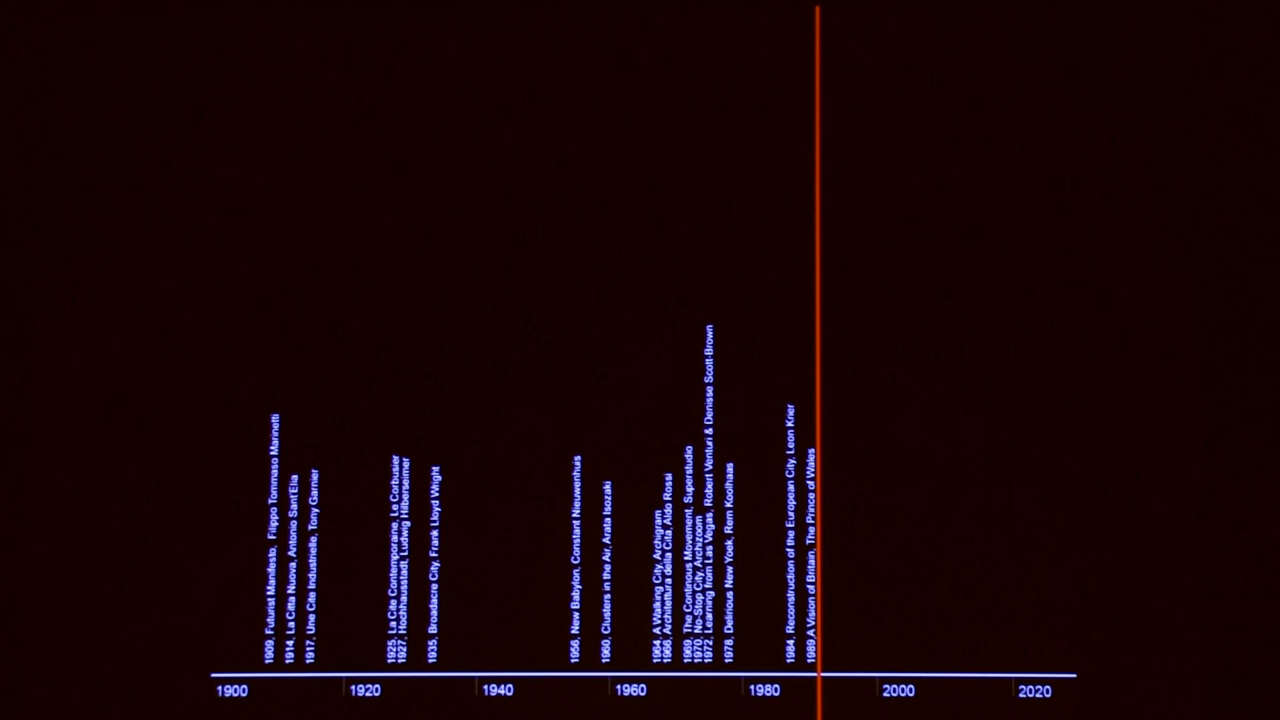 1909, Futurist Manifesto, Filippo Tommaso Marinetti
1914, La Citta Nuova, Antonio Sant'Elia
1917, Une Cite Industrielle, Tony Garnier
1925, La Cite Contemporaine, Le Corbusier
1927, Hochhausstadt, Ludwig Hilberseimer
1935, Broadacre City, Frank Lloyd Wright
1956, New Babylon, Constant Nieuwenhuis
1960, Clusters in the Air, Arata Isozaki
1964, A Walking City, Archigram
1966, Architettura della Cita, Aldo Rossi
1969, The Continous Movement, Superstudio
1970, No-Stop City, Archizoom
1972, Learning from Las Vegas, Robert Venturi & Denisse Scott-Brown
1978, Delirious New Yoek, Rem Koolhaas
1984, Reconstruction of the European City, Leon Krier
1989,A Vision of Britain, The Prince of Wales
1900 1920 1940 1960 1980 2000 2020